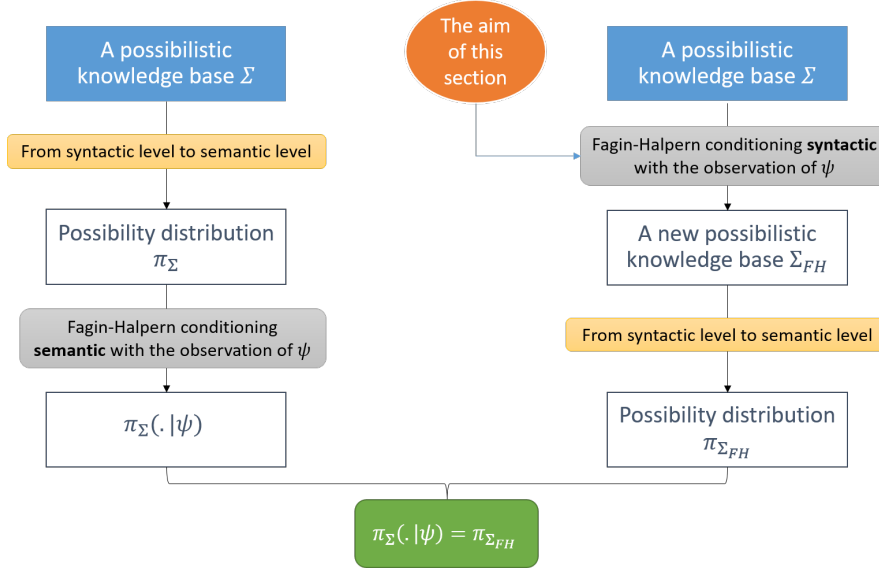 A possibilistic
knowledge base Σ
From syntactic level to semantic level
Possibility distribution
π_Σ
Fagin-Halpern conditioning
semantic with the observation of ψ
π_Σ(.|ψ)
The aim
of this
section
A possibilistic
knowledge base Σ
Fagin-Halpern conditioning syntactic
with the observation of ψ
A new possibilistic
knowledge base Σ_FH
From syntactic level to semantic level
Possibility distribution
π_Σ_FH
π_Σ(.|ψ) = π_Σ_FH